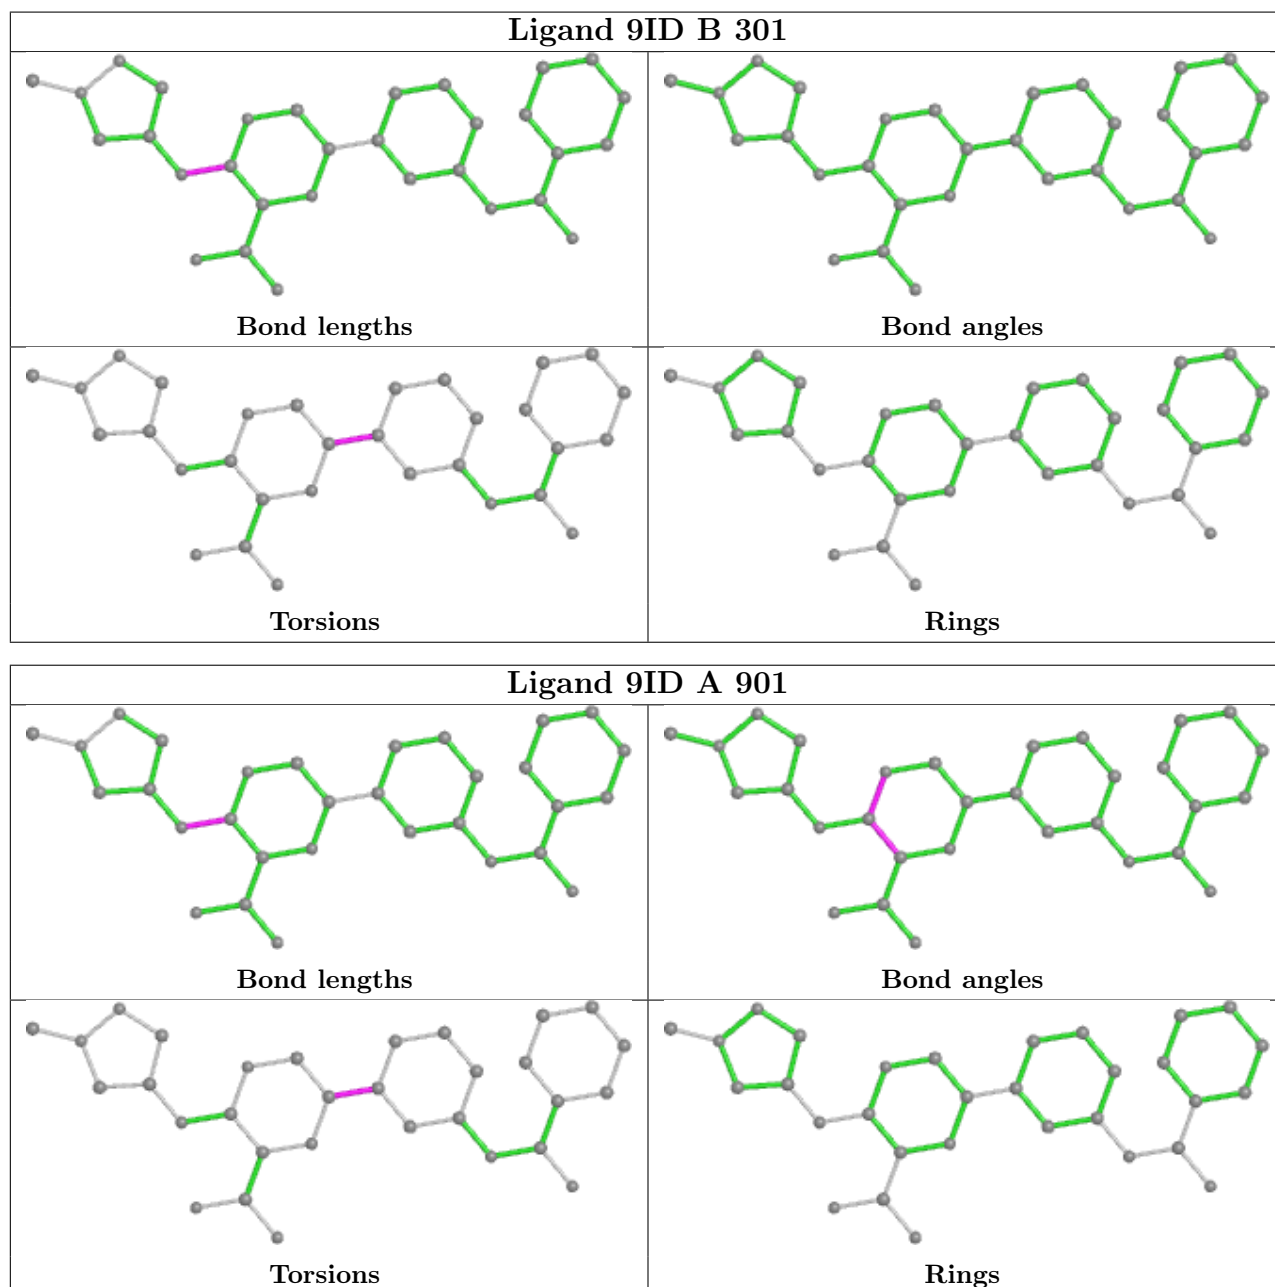 Ligand 9ID B 301
Bond lengths
Bond angles
Torsions
Rings
Ligand 9ID A 901
Bond lengths
Bond angles
Torsions
Rings